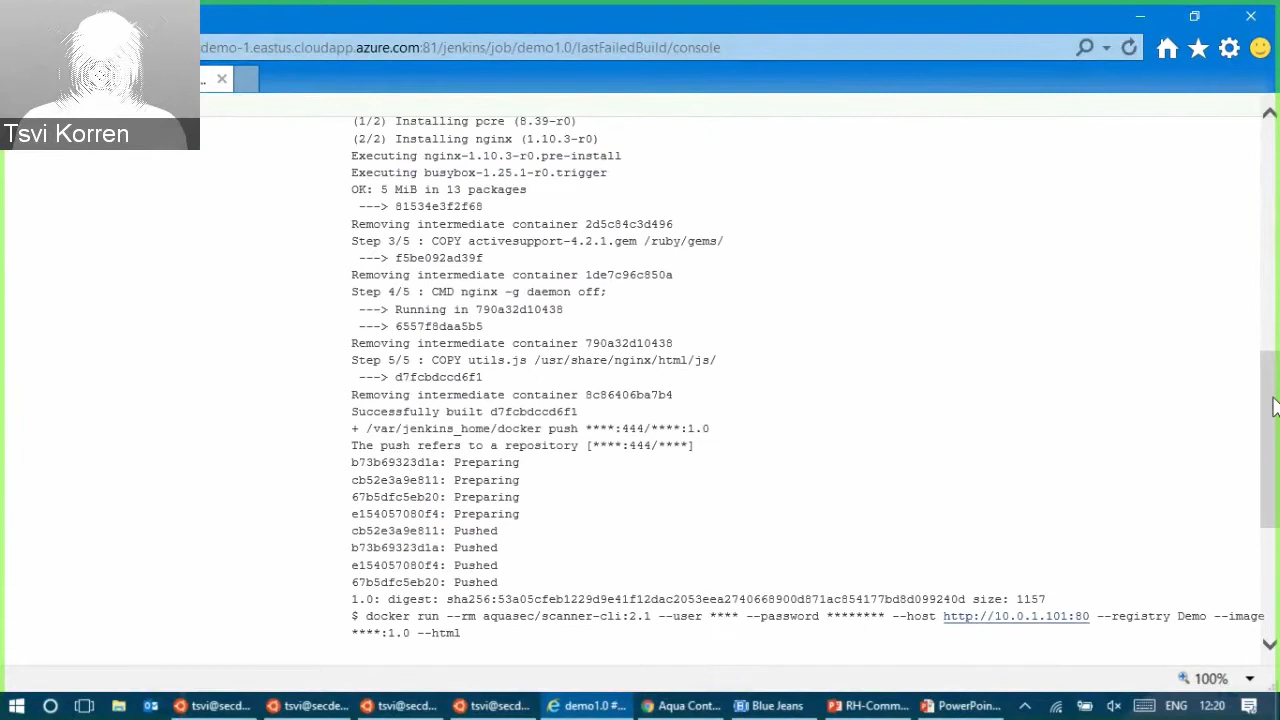 demo-1.eastus.cloudapp.azure.com:81/jenkins/job/demo1.0/lastFailedBuild/console
..
Tsvi Korren
(1/2) Installing pcre (8.39-r0)
(2/2) Installing nginx (1.10.3-r0)
Executing nginx-1.10.3-r0.pre-install
Executing busybox-1.25.1-r0.trigger
OK: 5 MiB in 13 packages
---> 81534e3f2f68
Removing intermediate container 2d5c84c3d496
Step 3/5 : COPY activesupport-4.2.1.gem /ruby/gems/
---> f5be092ad39f
Removing intermediate container 1de7c96c850a
Step 4/5 : CMD nginx -g daemon off;
---> Running in 790a32d10438
---> 6557f8daa5b5
Removing intermediate container 790a32d10438
Step 5/5 : COPY utils.js /usr/share/nginx/html/js/
---> d7fcbdccd6f1
Removing intermediate container 8c86406ba7b4
Successfully built d7fcbdccd6f1
+ /var/jenkins_home/docker push ****:444/****:1.0
The push refers to a repository [****:444/****]
b73b69323d1a: Preparing
cb52e3a9e811: Preparing
67b5dfc5eb20: Preparing
e154057080f4: Preparing
cb52e3a9e811: Pushed
b73b69323d1a: Pushed
e154057080f4: Pushed
67b5dfc5eb20: Pushed
1.0: digest: sha256:53a05cfeb1229d9e41f12dac2053eea2740668900d871ac854177bd8d099240d size: 1157
$ docker run --rm aquasec/scanner-cli:2.1 --user **** --password ******** --host http://10.0.1.101:80 --registry Demo --image
****:1.0 --html
100%
tsvi@secd... tsvi@secde... tsvi@secd... tsvi@secd... demo1.0 #... Aqua Cont... Blue Jeans RH-Comm... PowerPoin... ENG 12:20